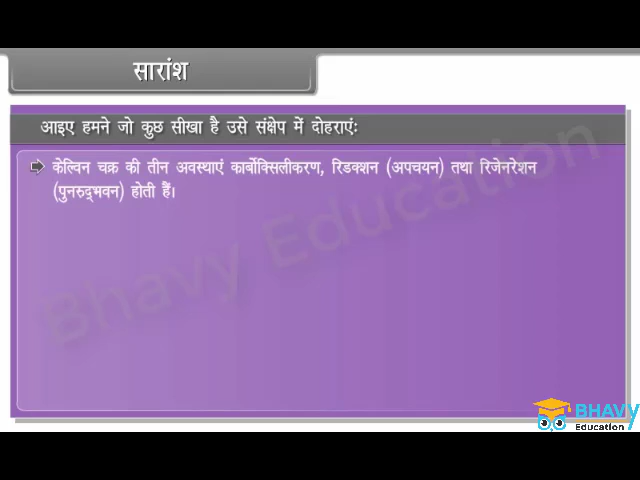 सारांश
आइए हमने जो कुछ सीखा है उसे संक्षेप में दोहराएंः
केल्विन चक्र की तीन अवस्थाएं कार्बोक्सिलीकरण, रिडक्शन (अपचयन) तथा रिजेनरेशन
(पुनरुद्भवन) होती हैं।
Bhavy Education
BHAVY
Education